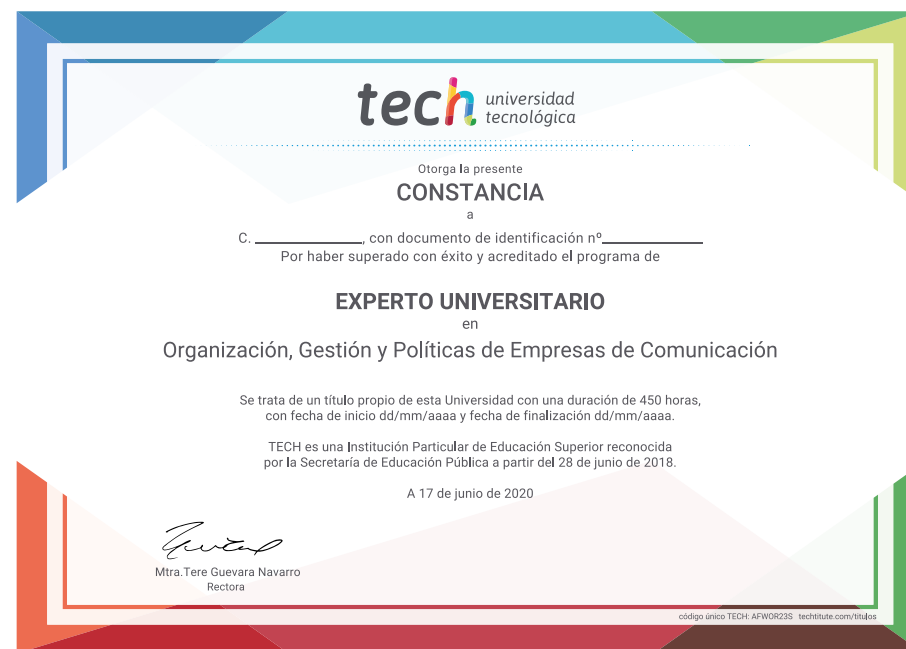 tech universidad
tecnológica
Otorga la presente
CONSTANCIA
a
C. ____________, con documento de identificación nº____________
Por haber superado con éxito y acreditado el programa de
EXPERTO UNIVERSITARIO
en
Organización, Gestión y Políticas de Empresas de Comunicación
Se trata de un título propio de esta Universidad con una duración de 450 horas,
con fecha de inicio dd/mm/aaaa y fecha de finalización dd/mm/aaaa.
TECH es una Institución Particular de Educación Superior reconocida
por la Secretaría de Educación Pública a partir del 28 de junio de 2018.
A 17 de junio de 2020
Mtra.Tere Guevara Navarro
Rectora
código único TECH: AFWOR23S techtitute.com/titulos